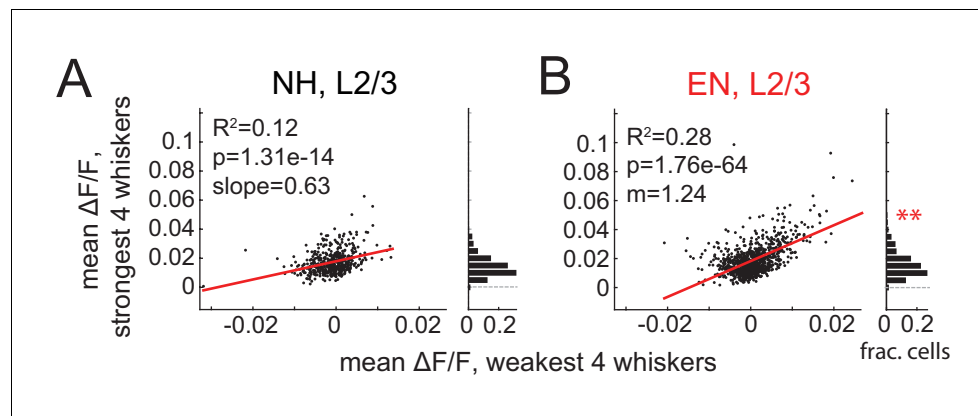 A
NH, L2/3
mean ΔF/F,
strongest 4 whiskers
0.1
0.08
0.06
0.04
0.02
0
R²=0.12
p=1.31e-14
slope=0.63
-0.02 0 0.02
0 0.2
B
EN, L2/3
0.1
0.08
0.06
0.04
0.02
0
R²=0.28
p=1.76e-64
m=1.24
**
-0.02 0 0.02
0 0.2
frac. cells
mean ΔF/F, weakest 4 whiskers